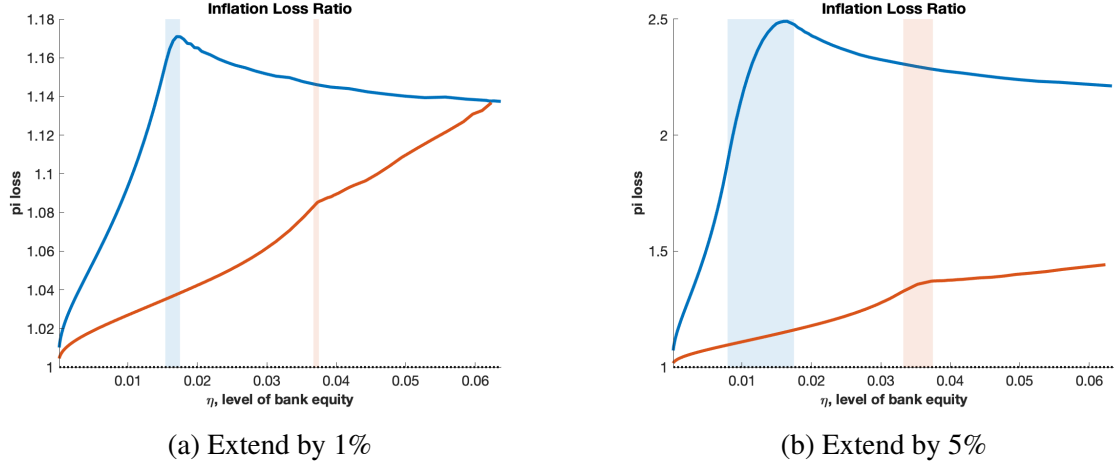 Inflation Loss Ratio
1.18
1.16
1.14
1.12
1.1
1.08
1.06
1.04
1.02
1
pi loss
0.01 0.02 0.03 0.04 0.05 0.06
η, level of bank equity
(a) Extend by 1%
Inflation Loss Ratio
2.5
2
1.5
1
pi loss
0.01 0.02 0.03 0.04 0.05 0.06
η, level of bank equity
(b) Extend by 5%